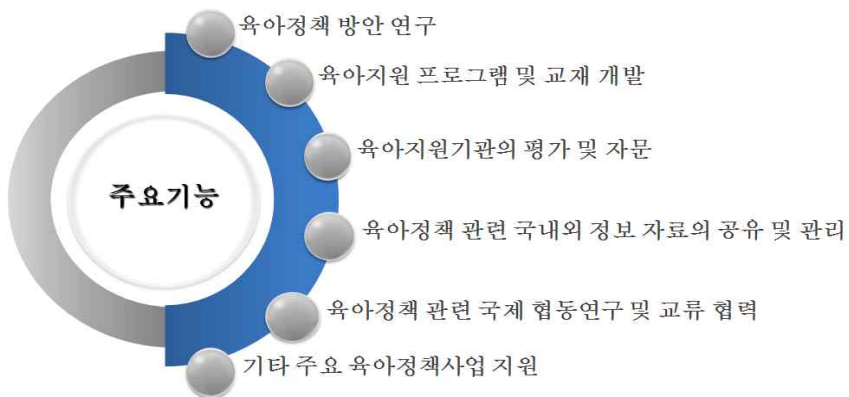 육아정책 방안 연구
육아지원 프로그램 및 교재 개발
육아지원기관의 평가 및 자문
주요기능
육아정책 관련 국내외 정보 자료의 공유 및 관리
육아정책 관련 국제 협동연구 및 교류 협력
기타 주요 육아정책사업 지원